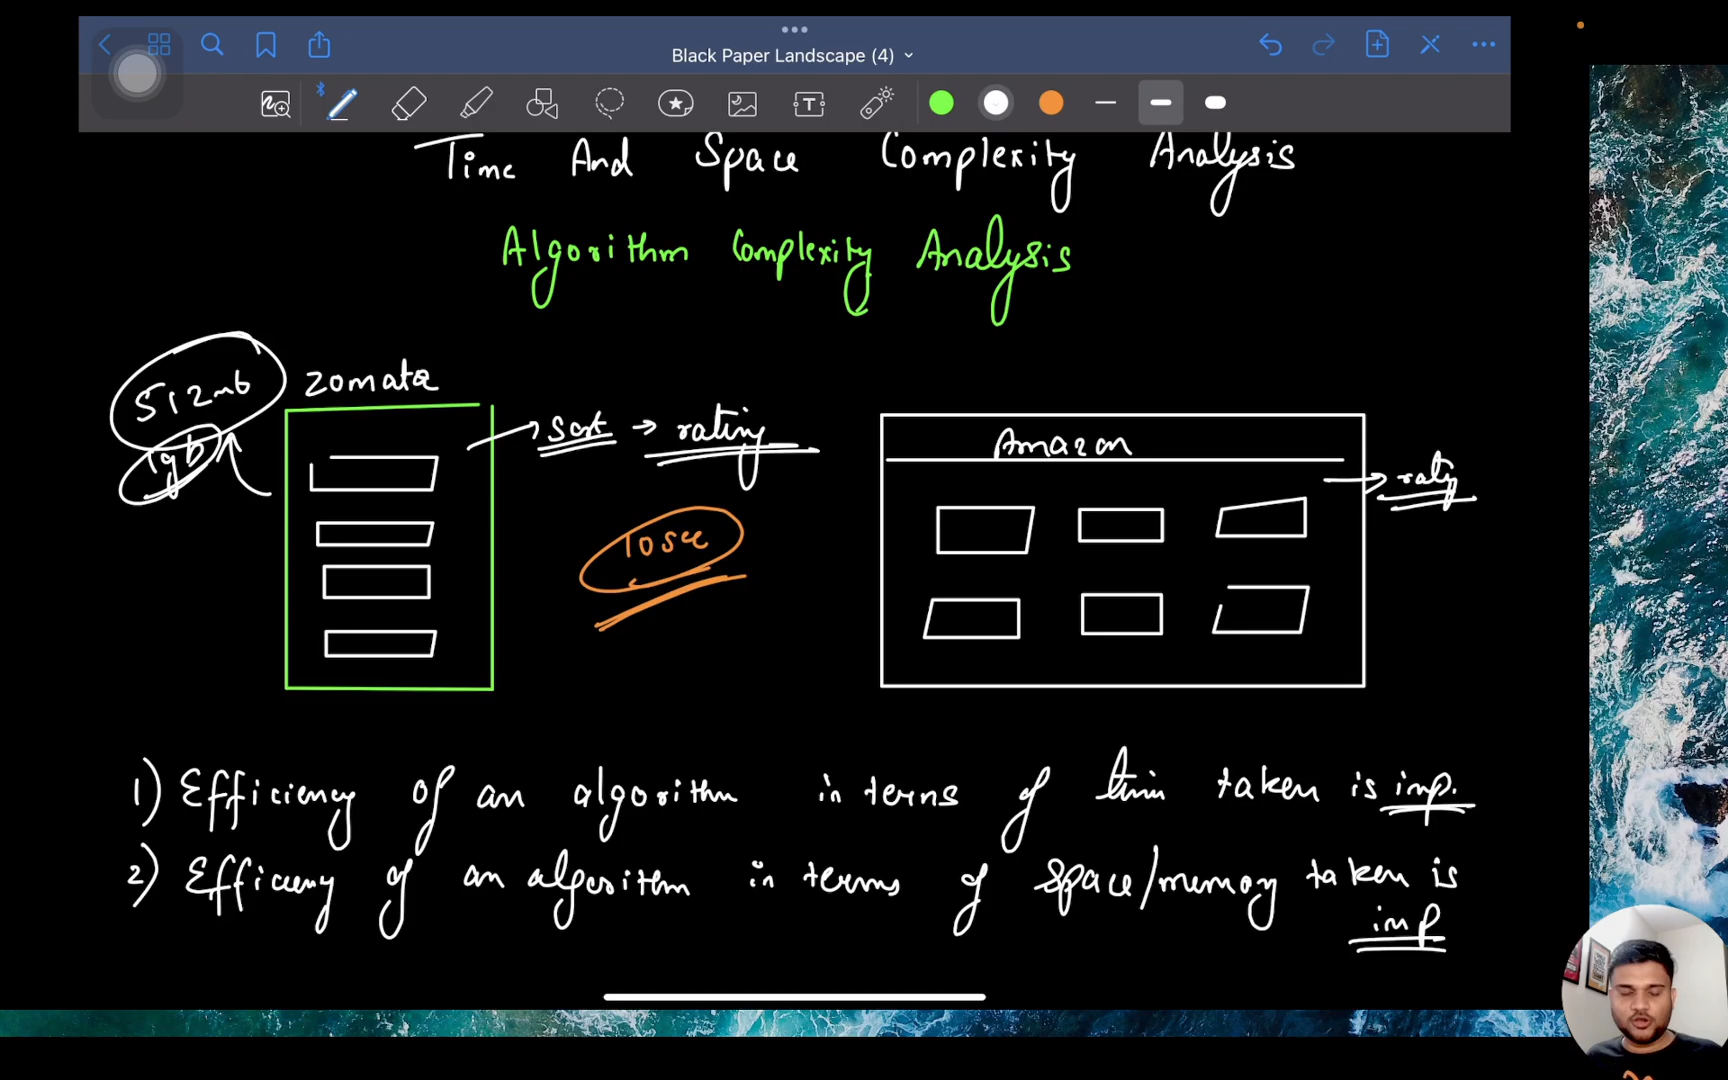 Black Paper Landscape (4)
T
Time And Space Complexity Analysis
Algorithm Complexity Analysis
512mb
1gb
zomato
sort → rating
10sec
Amazon
raty
1) Efficiency of an algorithm in terms of time taken is imp.
2) Efficieny of an algorithm in terms of space/memory taken is
imp